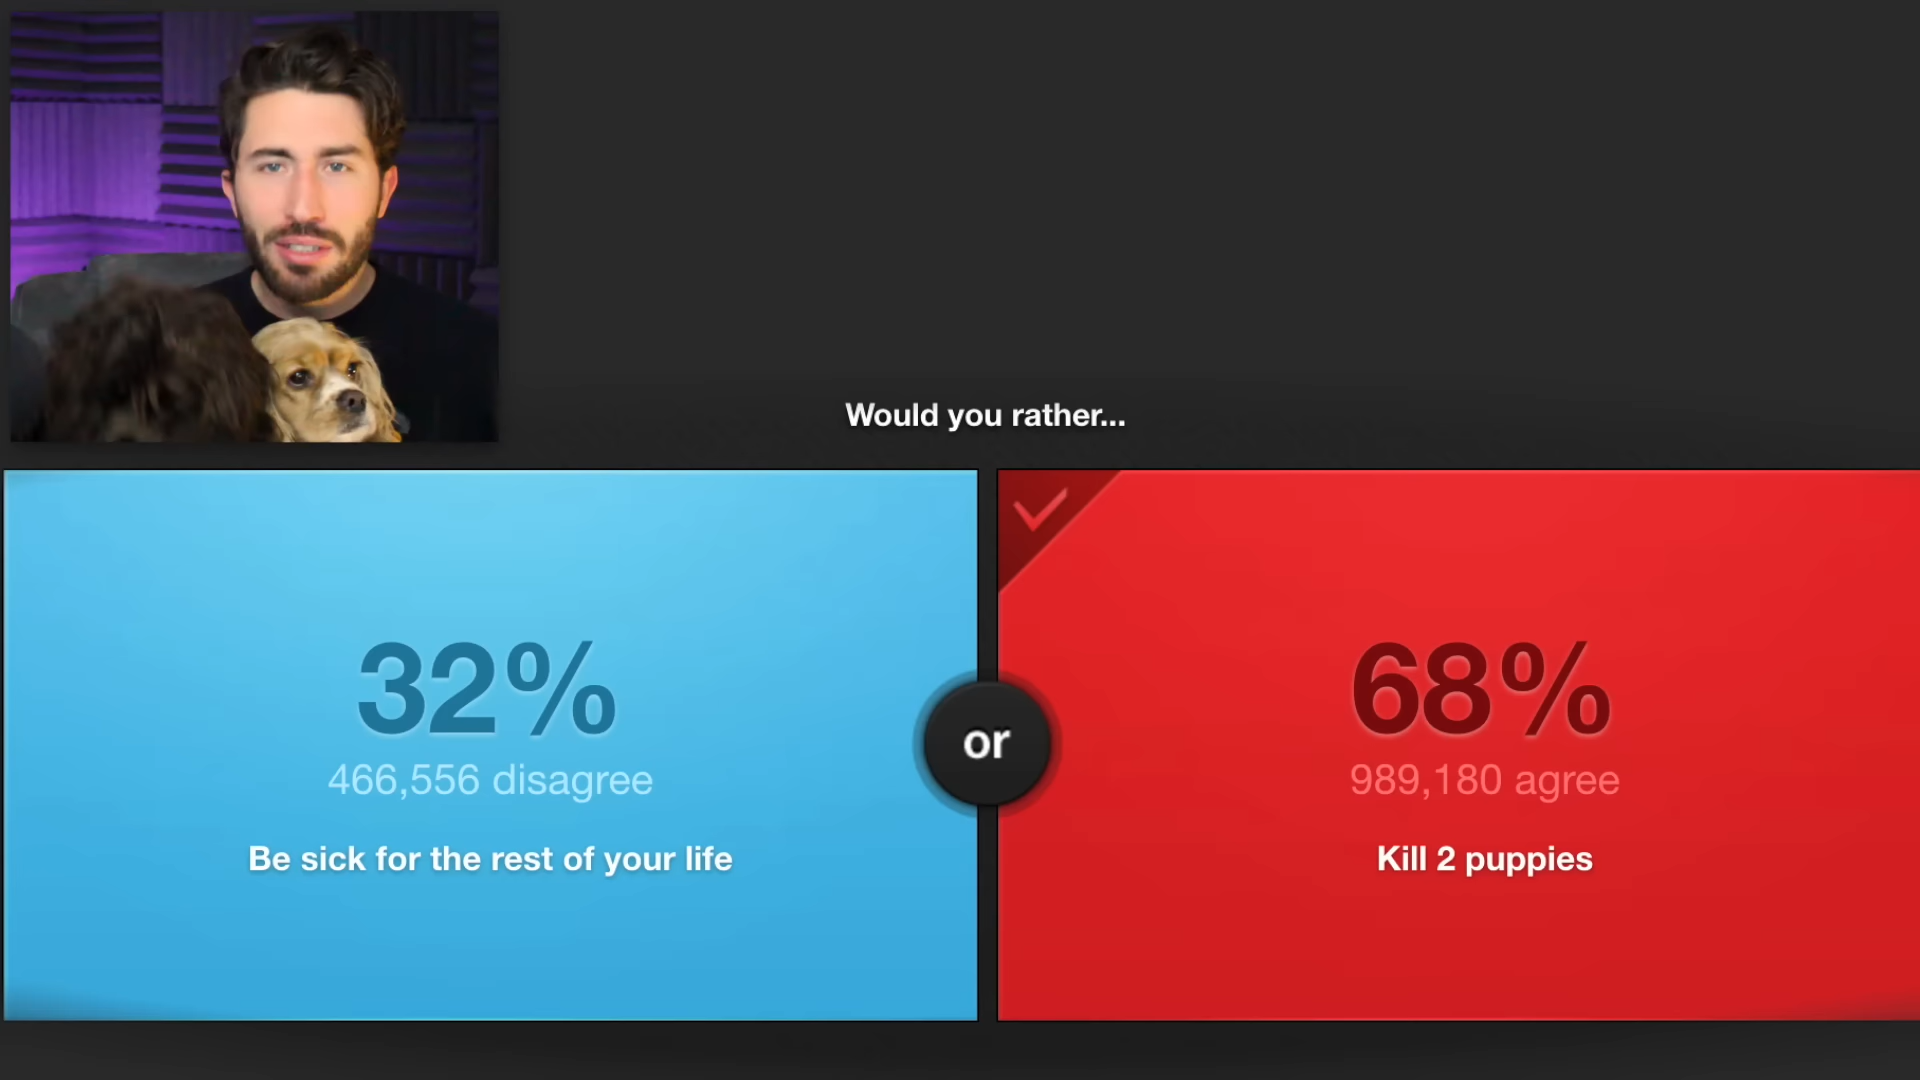 Would you rather...
32%
466,556 disagree
Be sick for the rest of your life
or
68%
989,180 agree
Kill 2 puppies